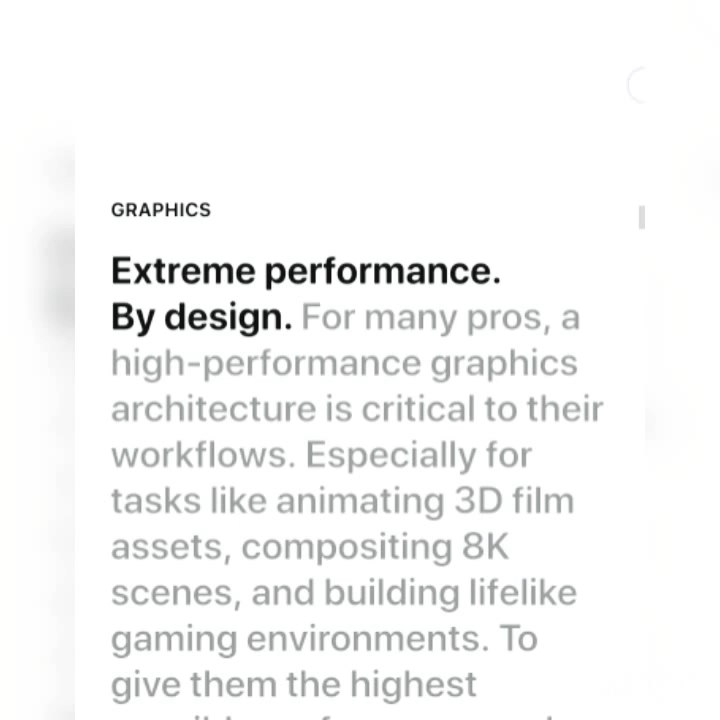 GRAPHICS
Extreme performance.
By design. For many pros, a
high-performance graphics
architecture is critical to their
workflows. Especially for
tasks like animating 3D film
assets, compositing 8K
scenes, and building lifelike
gaming environments. To
give them the highest